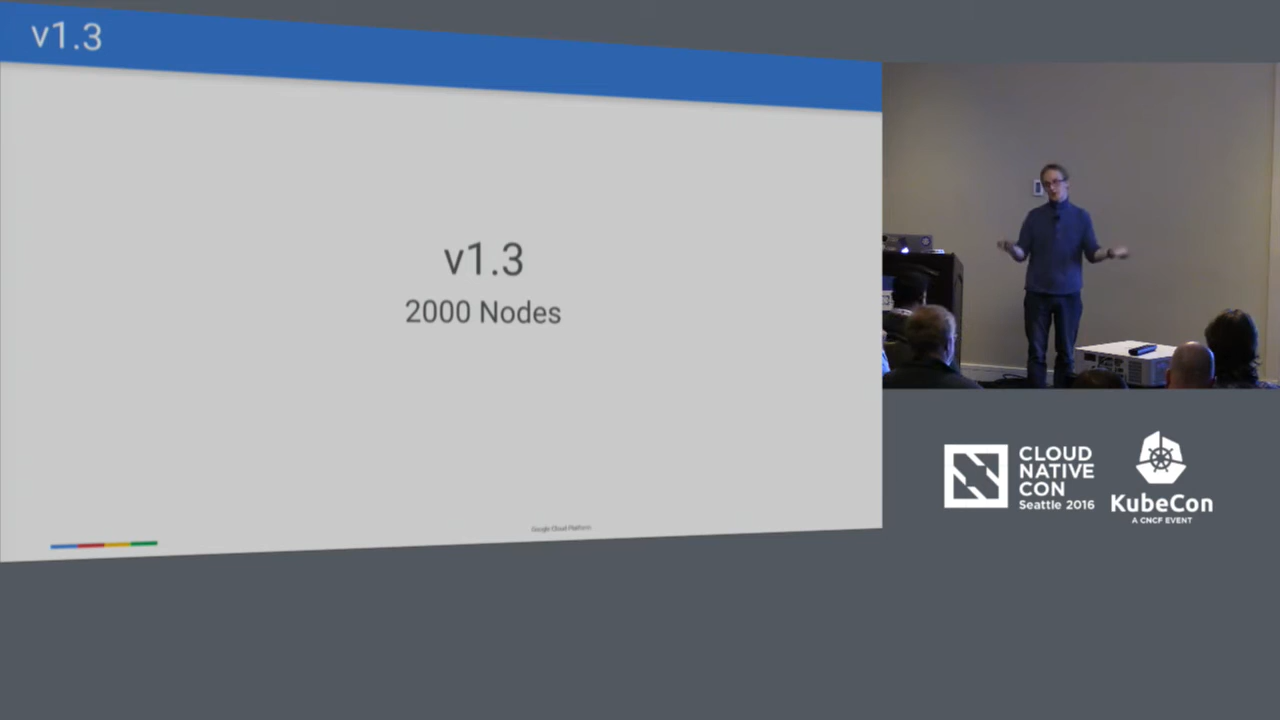 v1.3
v1.3
2000 Nodes
Google Cloud Platform
CLOUD
NATIVE
CON
Seattle 2016
KubeCon
A CNCF EVENT